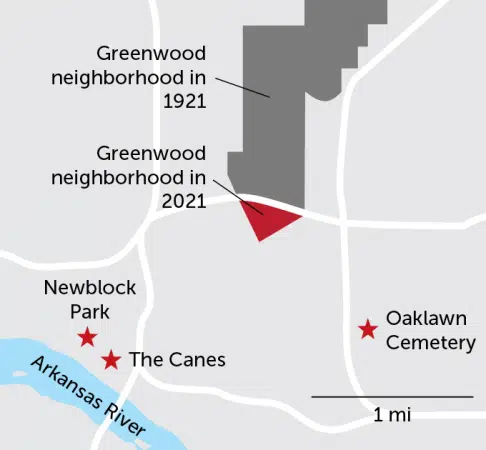 Greenwood
neighborhood in
1921
Greenwood
neighborhood in
2021
Newblock
Park
The Canes
Arkansas River
Oaklawn
Cemetery
1 mi